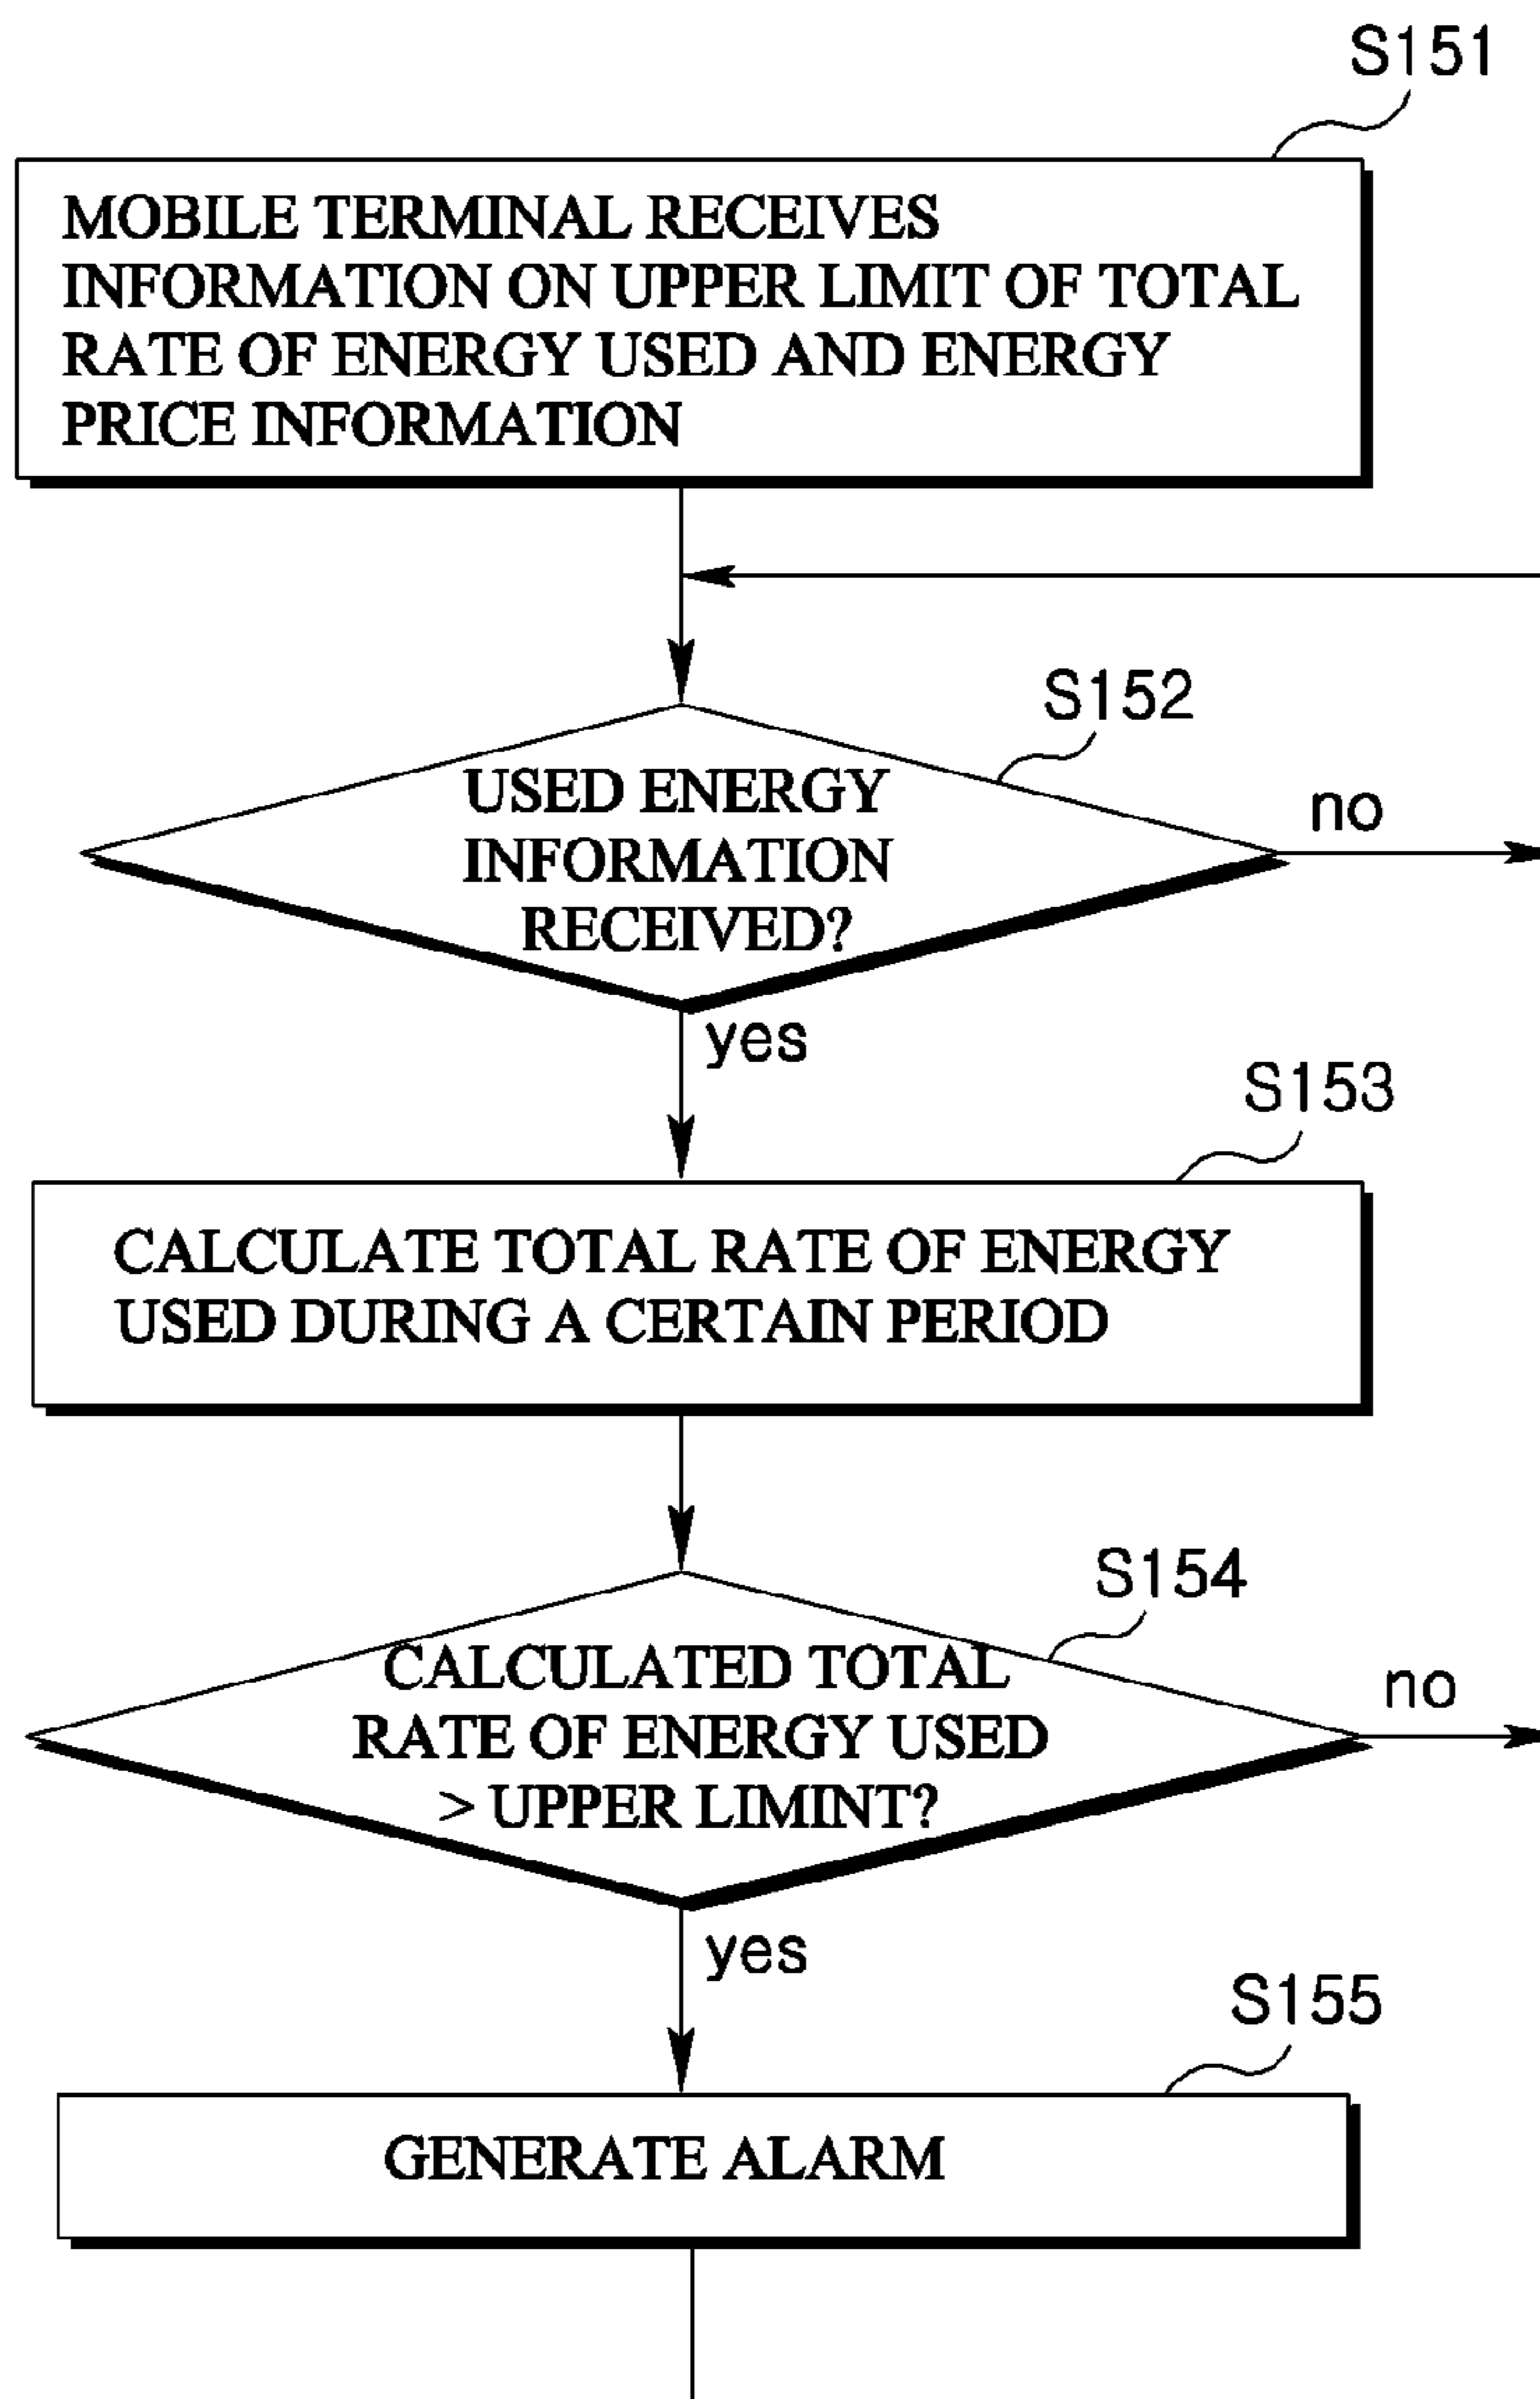 S151
MOBILE TERMINAL RECEIVES
INFORMATION ON UPPER LIMIT OF TOTAL
RATE OF ENERGY USED AND ENERGY
PRICE INFORMATION
S152
USED ENERGY
INFORMATION
RECEIVED?
no
yes
S153
CALCULATE TOTAL RATE OF ENERGY
USED DURING A CERTAIN PERIOD
S154
CALCULATED TOTAL
RATE OF ENERGY USED
> UPPER LIMINT?
no
yes
S155
GENERATE ALARM